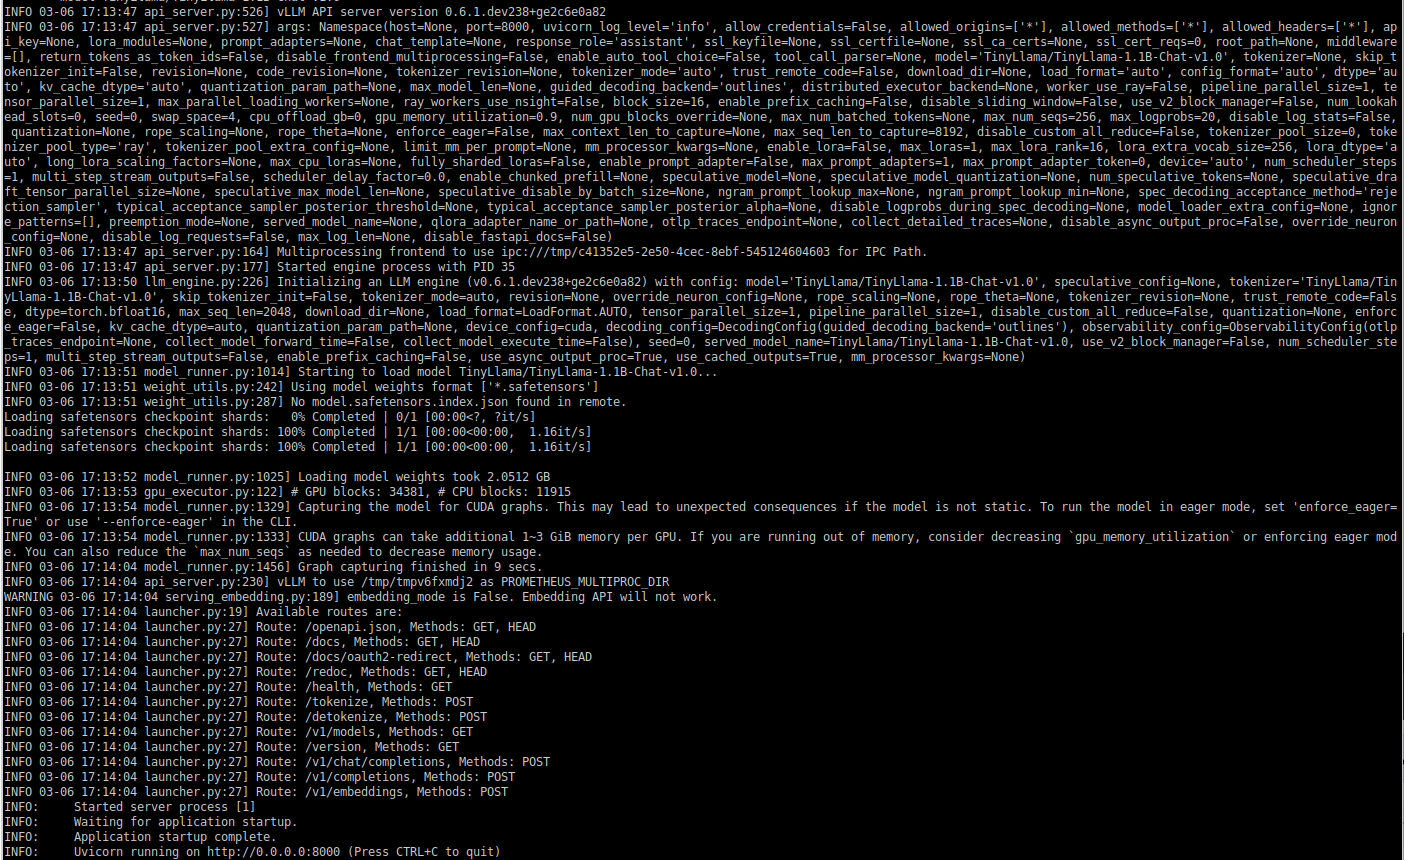 INFO 03-06 17:13:47 api_server.py:526] vLLM API server version 0.6.1.dev238+ge2c6e0a82
INFO 03-06 17:13:47 api_server.py:527] args: Namespace(host=None, port=8000, uvicorn_log_level='info', allow_credentials=False, allowed_origins=['*'], allowed_methods=['*'], allowed_headers=['*'], ap
i_key=None, lora_modules=None, prompt_adapters=None, chat_template=None, response_role='assistant', ssl_keyfile=None, ssl_certfile=None, ssl_ca_certs=None, ssl_cert_reqs=0, root_path=None, middleware
=[], return_tokens_as_token_ids=False, disable_frontend_multiprocessing=False, enable_auto_tool_choice=False, tool_call_parser=None, model='TinyLlama/TinyLlama-1.1B-Chat-v1.0', tokenizer=None, skip_t
okenizer_init=False, revision=None, code_revision=None, tokenizer_revision=None, tokenizer_mode='auto', trust_remote_code=False, download_dir=None, load_format='auto', config_format='auto', dtype='au
to', kv_cache_dtype='auto', quantization_param_path=None, max_model_len=None, guided_decoding_backend='outlines', distributed_executor_backend=None, worker_use_ray=False, pipeline_parallel_size=1, te
nsor_parallel_size=1, max_parallel_loading_workers=None, ray_workers_use_nsight=False, block_size=16, enable_prefix_caching=False, disable_sliding_window=False, use_v2_block_manager=False, num_lookah
ead_slots=0, seed=0, swap_space=4, cpu_offload_gb=0, gpu_memory_utilization=0.9, num_gpu_blocks_override=None, max_num_batched_tokens=None, max_num_seqs=256, max_logprobs=20, disable_log_stats=False,
quantization=None, rope_scaling=None, rope_theta=None, enforce_eager=False, max_context_len_to_capture=None, max_seq_len_to_capture=8192, disable_custom_all_reduce=False, tokenizer_pool_size=0, toke
nizer_pool_type='ray', tokenizer_pool_extra_config=None, limit_mm_per_prompt=None, mm_processor_kwargs=None, enable_lora=False, max_loras=1, max_lora_rank=16, lora_extra_vocab_size=256, lora_dtype='a
uto', long_lora_scaling_factors=None, max_cpu_loras=None, fully_sharded_loras=False, enable_prompt_adapter=False, max_prompt_adapters=1, max_prompt_adapter_token=0, device='auto', num_scheduler_steps
=1, multi_step_stream_outputs=False, scheduler_delay_factor=0.0, enable_chunked_prefill=None, speculative_model=None, speculative_model_quantization=None, num_speculative_tokens=None, speculative_dra
ft_tensor_parallel_size=None, speculative_max_model_len=None, speculative_disable_by_batch_size=None, ngram_prompt_lookup_max=None, ngram_prompt_lookup_min=None, spec_decoding_acceptance_method='reje
ction_sampler', typical_acceptance_sampler_posterior_threshold=None, typical_acceptance_sampler_posterior_alpha=None, disable_logprobs_during_spec_decoding=None, model_loader_extra_config=None, ignor
e_patterns=[], preemption_mode=None, served_model_name=None, qlora_adapter_name_or_path=None, otlp_traces_endpoint=None, collect_detailed_traces=None, disable_async_output_proc=False, override_neuron
_config=None, disable_log_requests=False, max_log_len=None, disable_fastapi_docs=False)
INFO 03-06 17:13:47 api_server.py:164] Multiprocessing frontend to use ipc:///tmp/c41352e5-2e50-4cec-8ebf-545124604603 for IPC Path.
INFO 03-06 17:13:47 api_server.py:177] Started engine process with PID 35
INFO 03-06 17:13:50 llm_engine.py:226] Initializing an LLM engine (v0.6.1.dev238+ge2c6e0a82) with config: model='TinyLlama/TinyLlama-1.1B-Chat-v1.0', speculative_config=None, tokenizer='TinyLlama/Tin
yLlama-1.1B-Chat-v1.0', skip_tokenizer_init=False, tokenizer_mode=auto, revision=None, override_neuron_config=None, rope_scaling=None, rope_theta=None, tokenizer_revision=None, trust_remote_code=Fals
e, dtype=torch.bfloat16, max_seq_len=2048, download_dir=None, load_format=LoadFormat.AUTO, tensor_parallel_size=1, pipeline_parallel_size=1, disable_custom_all_reduce=False, quantization=None, enforc
e_eager=False, kv_cache_dtype=auto, quantization_param_path=None, device_config=cuda, decoding_config=DecodingConfig(guided_decoding_backend='outlines'), observability_config=ObservabilityConfig(otlp
_traces_endpoint=None, collect_model_forward_time=False, collect_model_execute_time=False), seed=0, served_model_name=TinyLlama/TinyLlama-1.1B-Chat-v1.0, use_v2_block_manager=False, num_scheduler_ste
ps=1, multi_step_stream_outputs=False, enable_prefix_caching=False, use_async_output_proc=True, use_cached_outputs=True, mm_processor_kwargs=None)
INFO 03-06 17:13:51 model_runner.py:1014] Starting to load model TinyLlama/TinyLlama-1.1B-Chat-v1.0...
INFO 03-06 17:13:51 weight_utils.py:242] Using model weights format ['*.safetensors']
INFO 03-06 17:13:51 weight_utils.py:287] No model.safetensors.index.json found in remote.
Loading safetensors checkpoint shards:   0% Completed | 0/1 [00:00<?, ?it/s]
Loading safetensors checkpoint shards: 100% Completed | 1/1 [00:00<00:00,  1.16it/s]
Loading safetensors checkpoint shards: 100% Completed | 1/1 [00:00<00:00,  1.16it/s]
INFO 03-06 17:13:52 model_runner.py:1025] Loading model weights took 2.0512 GB
INFO 03-06 17:13:53 gpu_executor.py:122] # GPU blocks: 34381, # CPU blocks: 11915
INFO 03-06 17:13:54 model_runner.py:1329] Capturing the model for CUDA graphs. This may lead to unexpected consequences if the model is not static. To run the model in eager mode, set 'enforce_eager=
True' or use '--enforce-eager' in the CLI.
INFO 03-06 17:13:54 model_runner.py:1333] CUDA graphs can take additional 1~3 GiB memory per GPU. If you are running out of memory, consider decreasing `gpu_memory_utilization` or enforcing eager mod
e. You can also reduce the `max_num_seqs` as needed to decrease memory usage.
INFO 03-06 17:14:04 model_runner.py:1456] Graph capturing finished in 9 secs.
INFO 03-06 17:14:04 api_server.py:230] vLLM to use /tmp/tmpv6fxmdj2 as PROMETHEUS_MULTIPROC_DIR
WARNING 03-06 17:14:04 serving_embedding.py:189] embedding_mode is False. Embedding API will not work.
INFO 03-06 17:14:04 launcher.py:19] Available routes are:
INFO 03-06 17:14:04 launcher.py:27] Route: /openapi.json, Methods: GET, HEAD
INFO 03-06 17:14:04 launcher.py:27] Route: /docs, Methods: GET, HEAD
INFO 03-06 17:14:04 launcher.py:27] Route: /docs/oauth2-redirect, Methods: GET, HEAD
INFO 03-06 17:14:04 launcher.py:27] Route: /redoc, Methods: GET, HEAD
INFO 03-06 17:14:04 launcher.py:27] Route: /health, Methods: GET
INFO 03-06 17:14:04 launcher.py:27] Route: /tokenize, Methods: POST
INFO 03-06 17:14:04 launcher.py:27] Route: /detokenize, Methods: POST
INFO 03-06 17:14:04 launcher.py:27] Route: /v1/models, Methods: GET
INFO 03-06 17:14:04 launcher.py:27] Route: /version, Methods: GET
INFO 03-06 17:14:04 launcher.py:27] Route: /v1/chat/completions, Methods: POST
INFO 03-06 17:14:04 launcher.py:27] Route: /v1/completions, Methods: POST
INFO 03-06 17:14:04 launcher.py:27] Route: /v1/embeddings, Methods: POST
INFO:     Started server process [1]
INFO:     Waiting for application startup.
INFO:     Application startup complete.
INFO:     Uvicorn running on http://0.0.0.0:8000 (Press CTRL+C to quit)